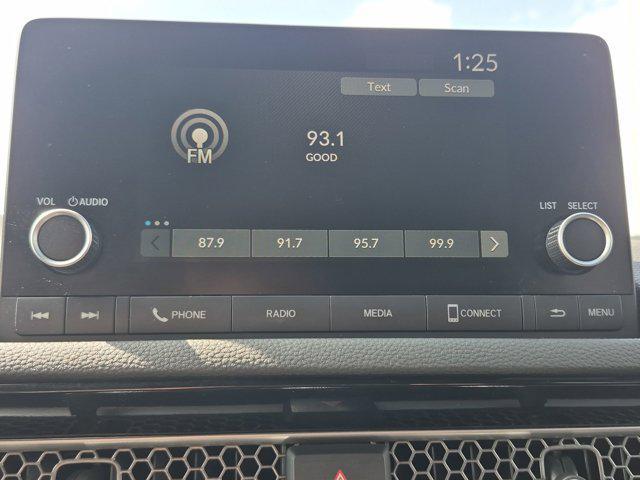 1:25
Text Scan
FM
93.1
GOOD
VOL AUDIO
LIST SELECT
87.9 91.7 95.7 99.9
PHONE RADIO MEDIA CONNECT MENU